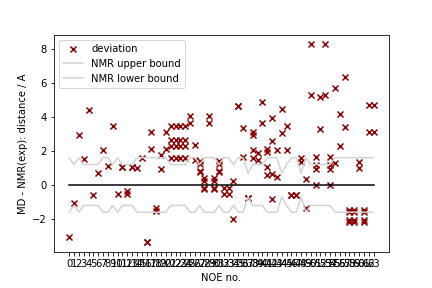 deviation
NMR upper bound
NMR lower bound
MD - NMR(exp): distance / A
8
6
4
2
0
−2
NOE no.